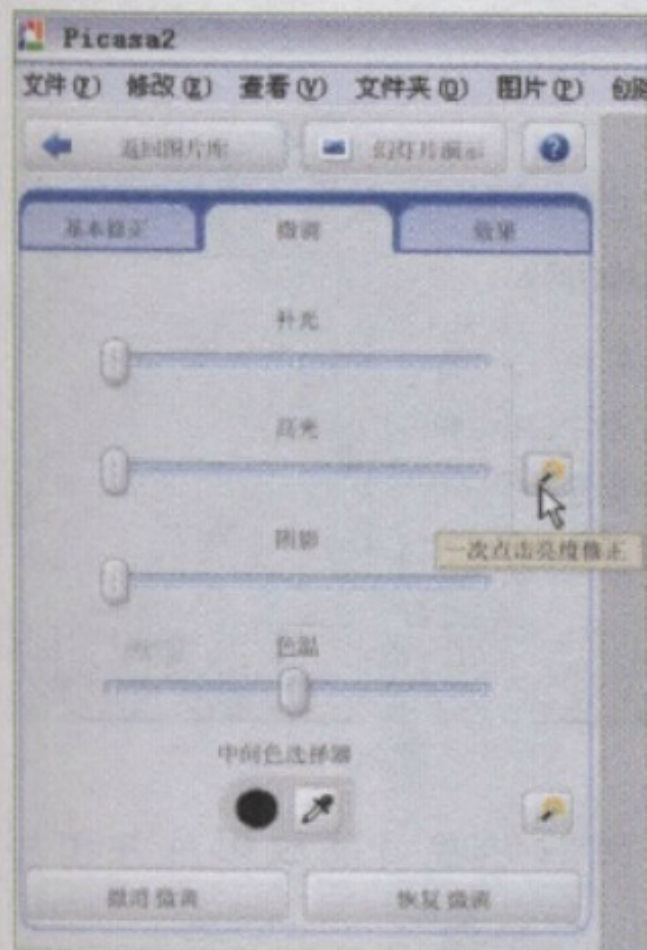 Picasa2
文件(F) 修改(E) 查看(V) 文件夹(O) 图片(P)
返回图片库 幻灯片演示 ?
基本修正 微调 效果
补光
高光
一次点击亮度修正
阴影
色温
中间色选择器
撤消 微调 恢复 微调